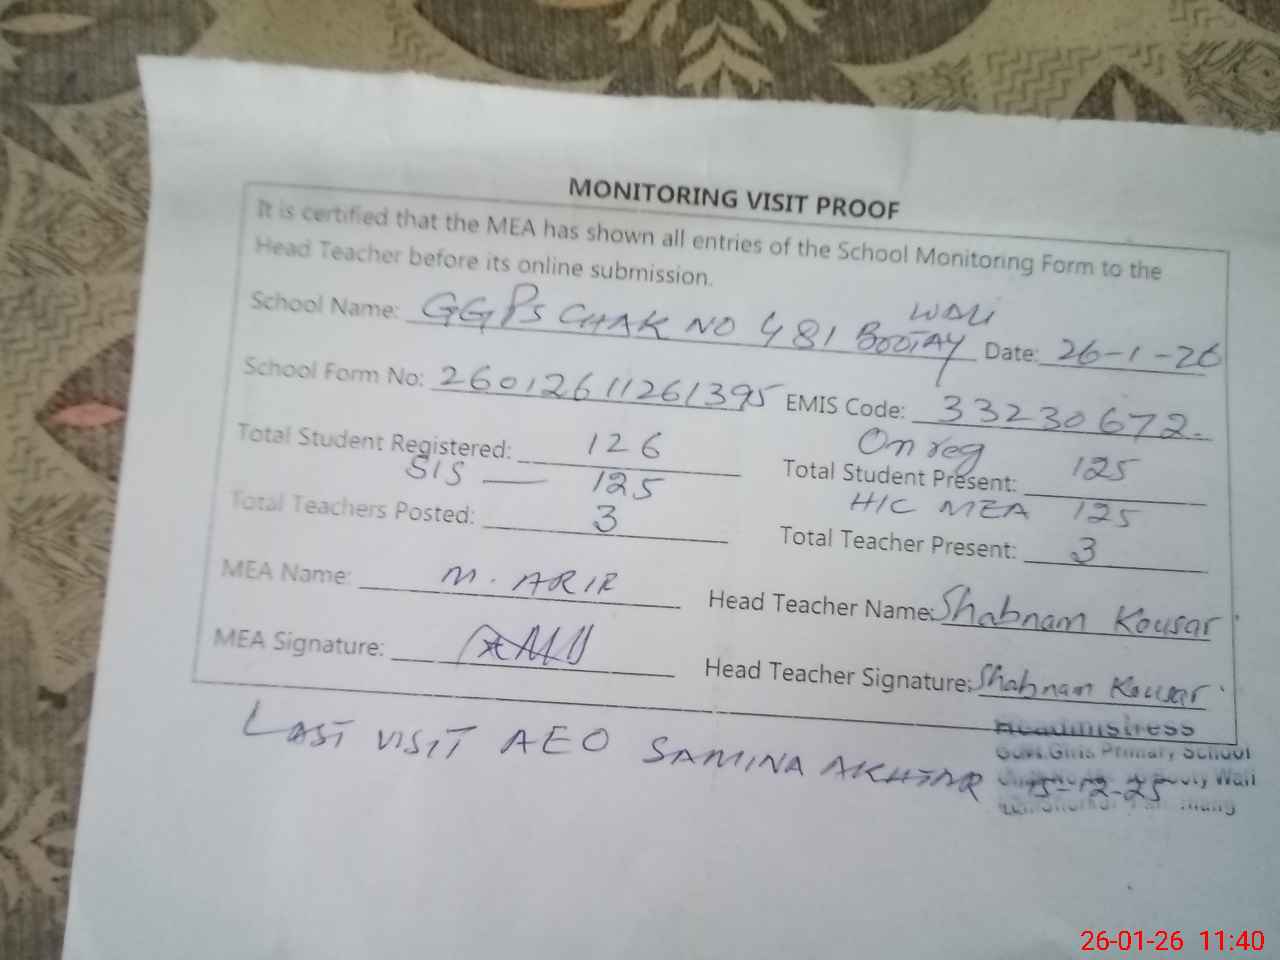 MONITORING VISIT PROOF
It is certified that the MEA has shown all entries of the School Monitoring Form to the
Head Teacher before its online submission.
School Name: GGPS CHAK NO 481 BOOTAY WALI Date: 26-1-26
School Form No: 26012611261395 EMIS Code: 33230672
Total Student Registered: 126 On reg
Total Student Present: 125
SIS — 125 H/C MEA 125
Total Teachers Posted: 3 Total Teacher Present: 3
MEA Name: M. ARIF Head Teacher Name: Shabnam Kousar
MEA Signature: Head Teacher Signature: Shabnam Kousar
LAST VISIT AEO SAMINA AKHTAR 15-12-25
Headmistress
Govt. Girls Primary School
Wali
26-01-26 11:40